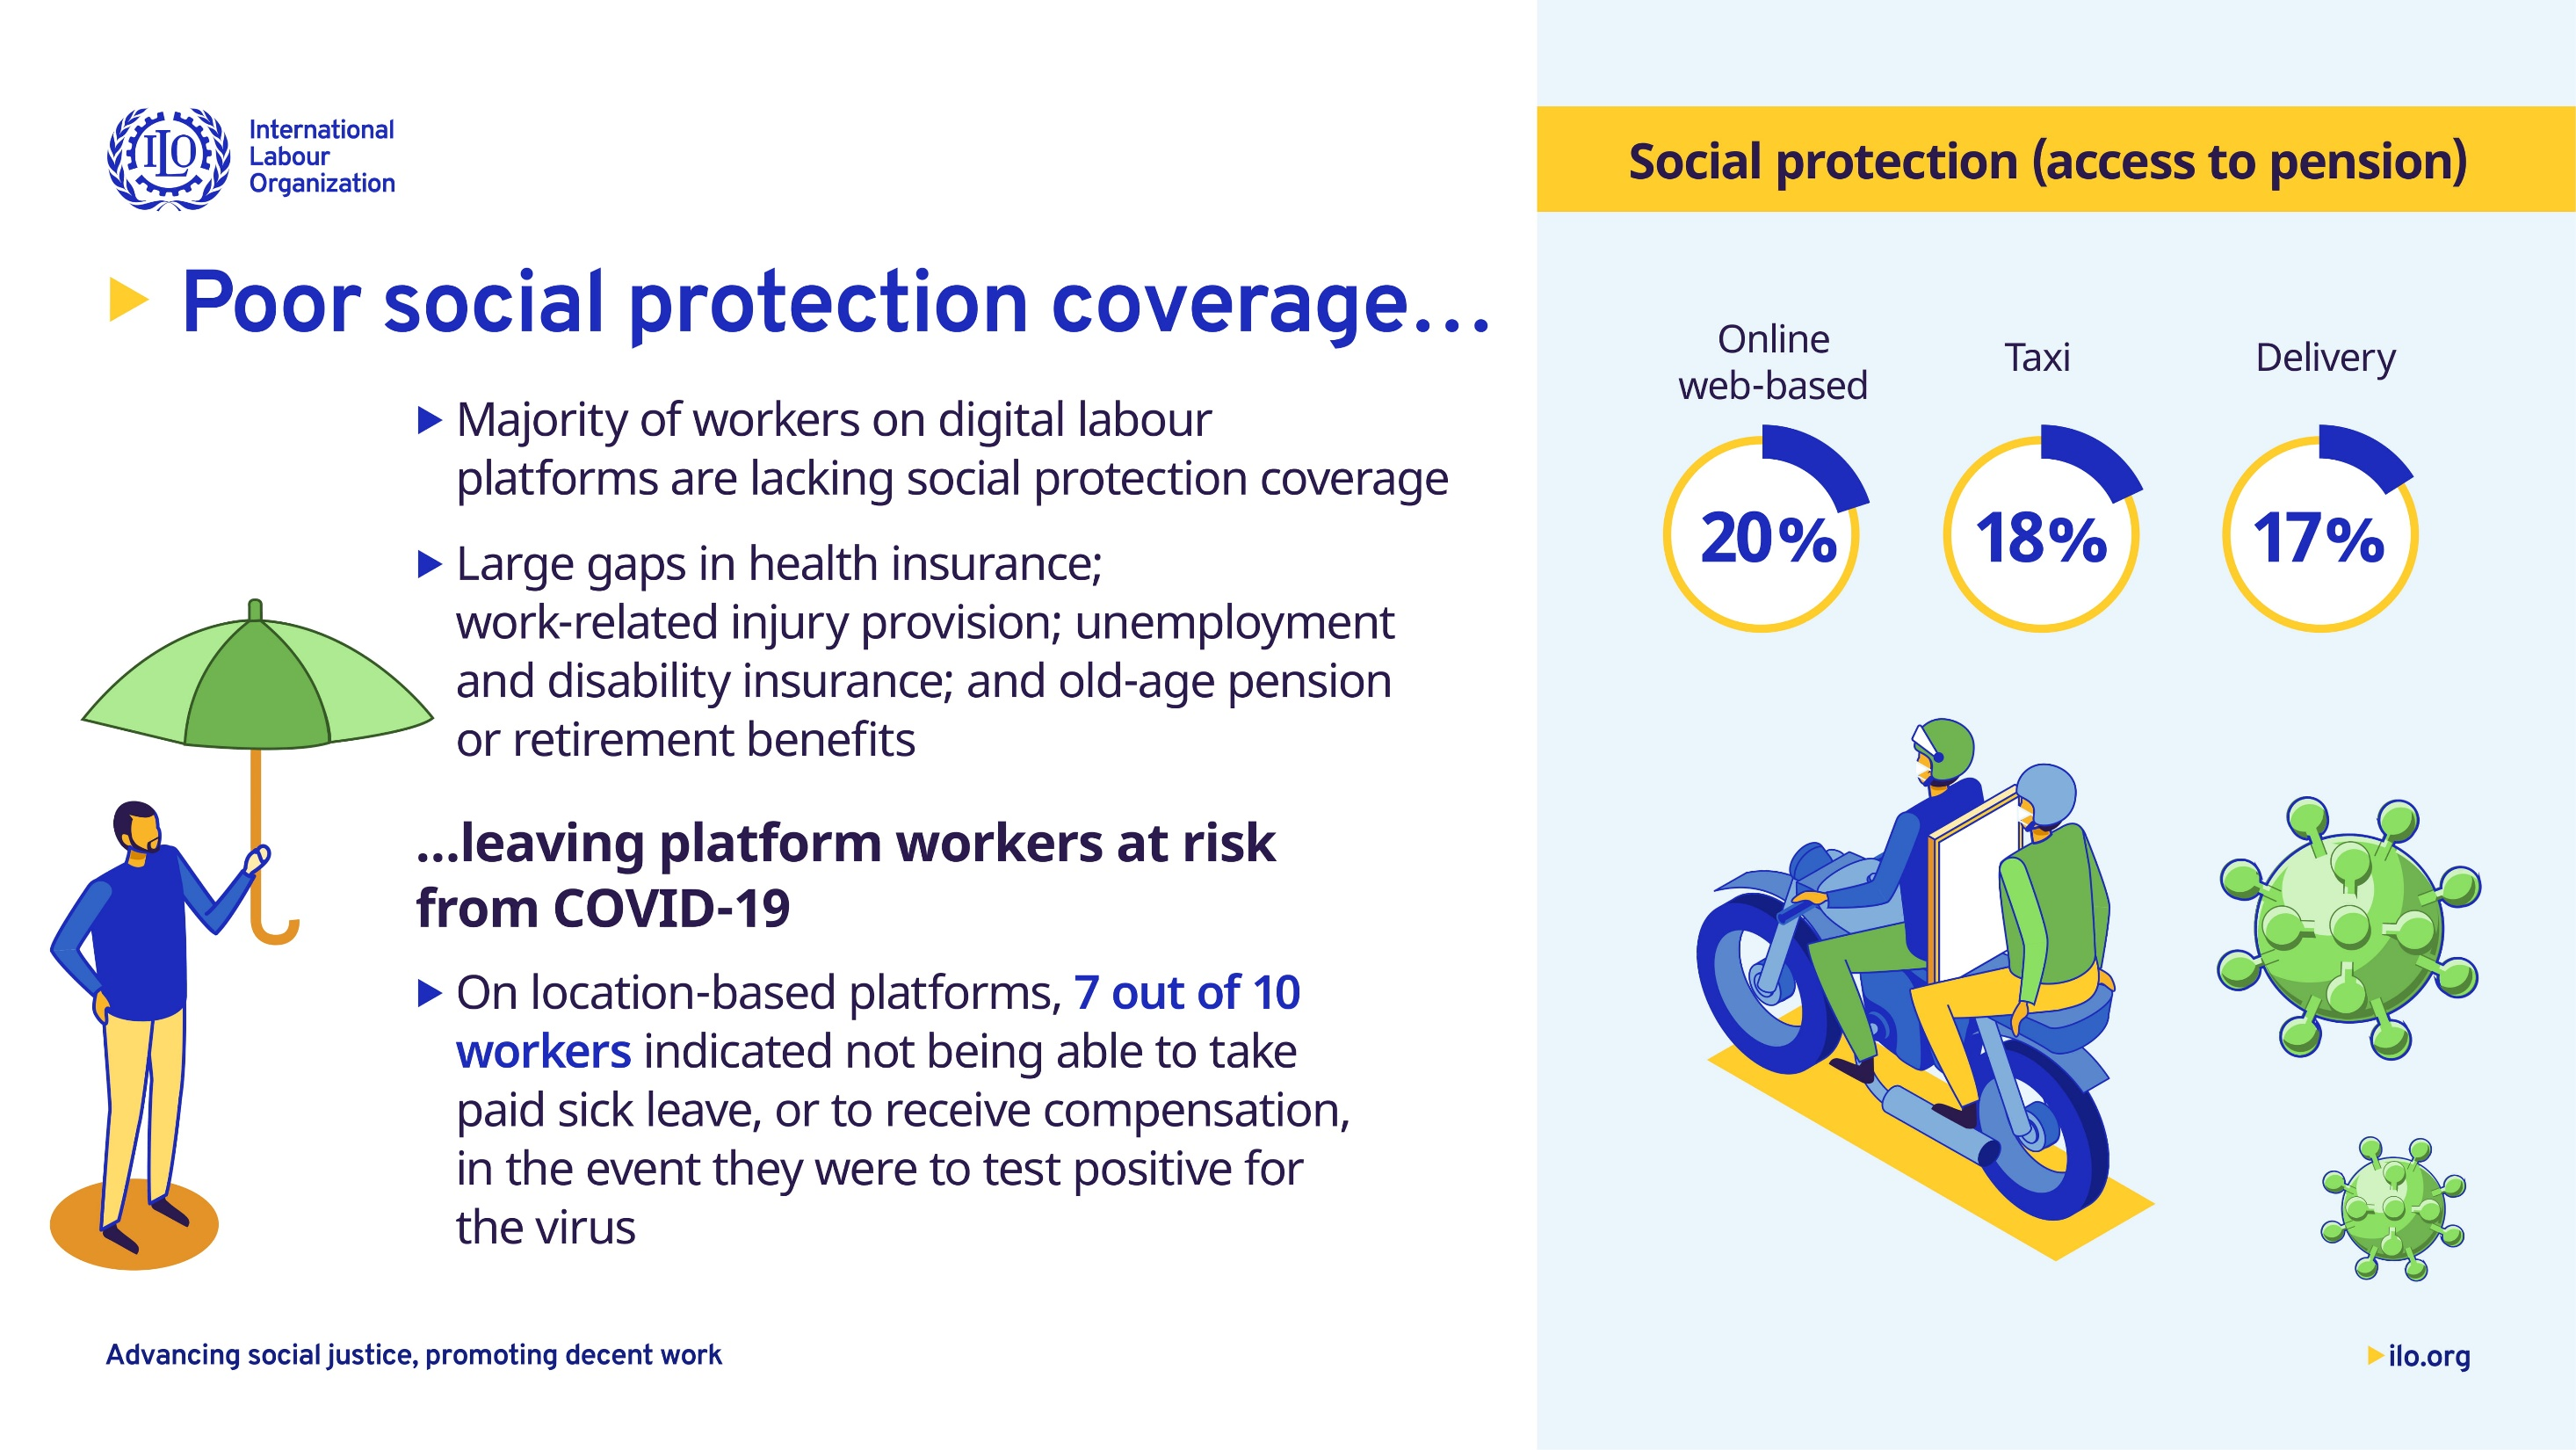 ILO
International
Labour
Organization
Poor social protection coverage...
Majority of workers on digital labour
platforms are lacking social protection coverage
Large gaps in health insurance;
work-related injury provision; unemployment
and disability insurance; and old-age pension
or retirement benefits
...leaving platform workers at risk
from COVID-19
On location-based platforms, 7 out of 10
workers indicated not being able to take
paid sick leave, or to receive compensation,
in the event they were to test positive for
the virus
Advancing social justice, promoting decent work
Social protection (access to pension)
Online
web-based
Taxi
Delivery
20%
18%
17%
ilo.org